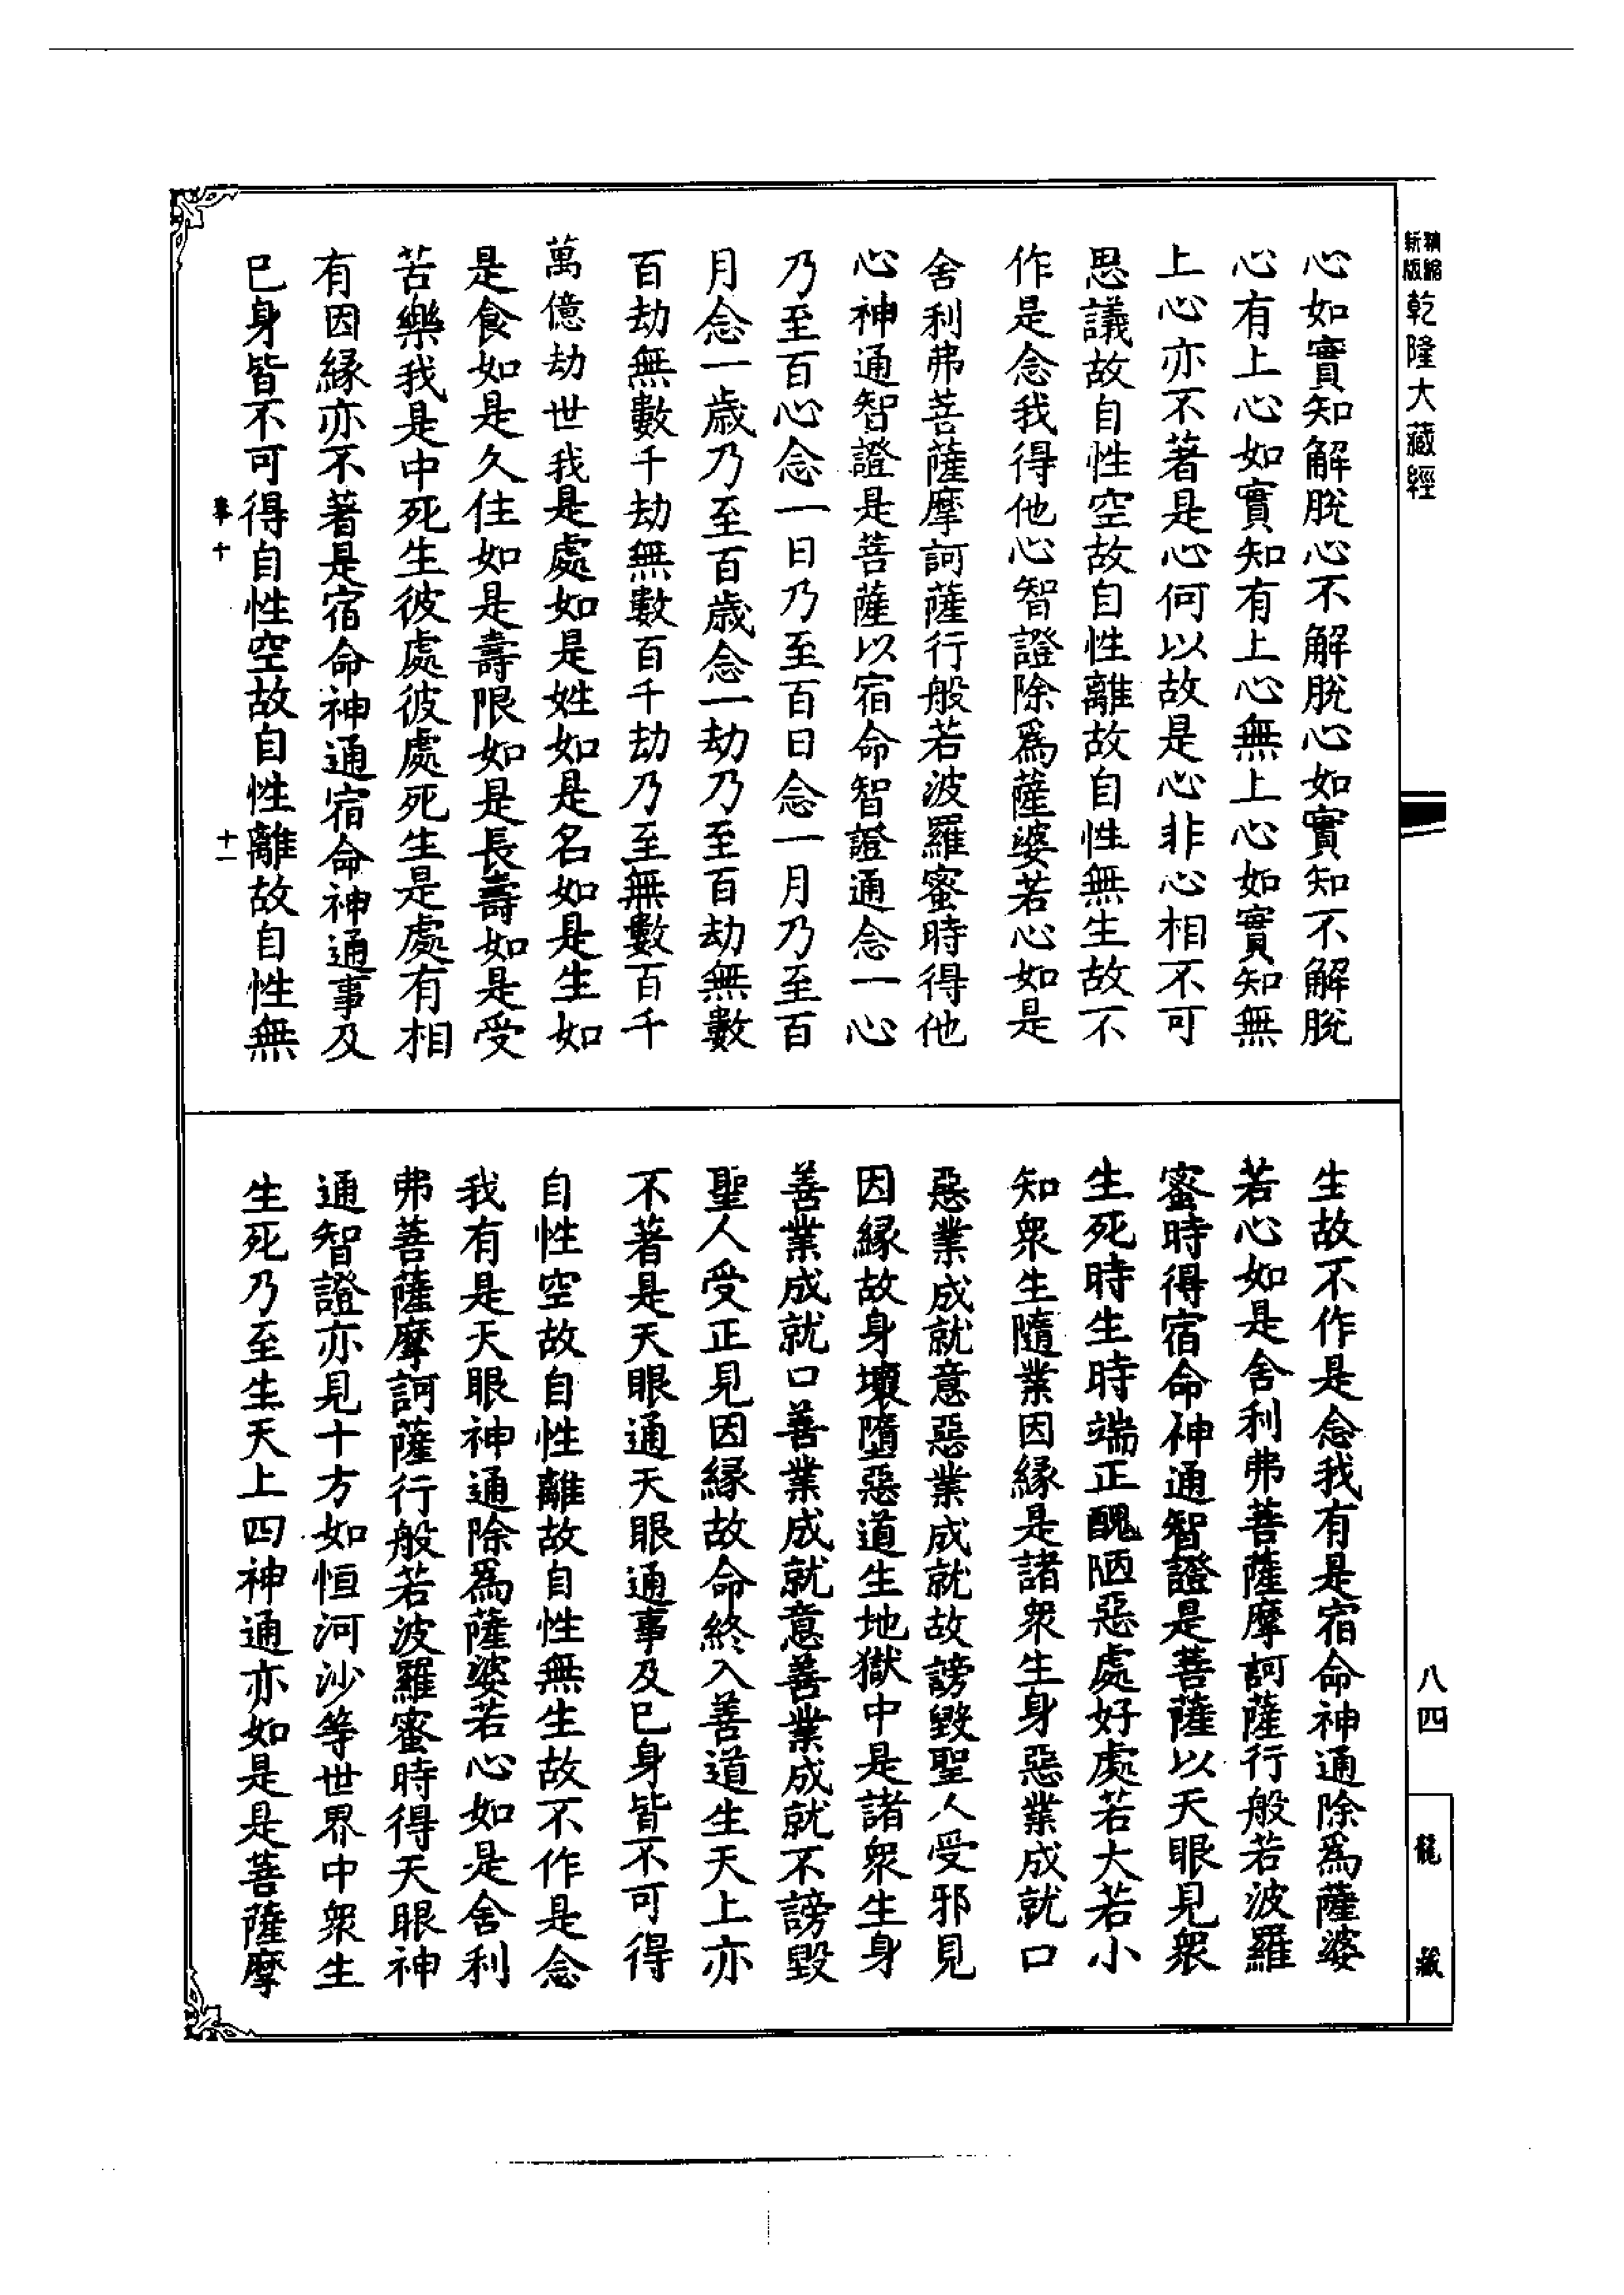 精縮新版乾隆大藏經
心如實知解脫心不解脫心如實知不解脫
心有上心如實知有上心無上心如實知無
上心亦不著是心何以故是心非心相不可
思議故自性空故自性離故自性無生故不
作是念我得他心智證除爲薩婆若心如是
舍利弗菩薩摩訶薩行般若波羅蜜時得他
心神通智證是菩薩以宿命智證通念一心
乃至百心念一日乃至百日念一月乃至百
月念一歲乃至百歲念一劫乃至百劫無數
百劫無數千劫無數百千劫乃至無數百千
萬億劫世我是處如是姓如是名如是生如
是食如是久住如是壽限如是長壽如是受
苦樂我是中死生彼處彼處死生是處有相
有因緣亦不著是宿命神通宿命神通事及
已身皆不可得自性空故自性離故自性無
十一
生故不作是念我有是宿命神通除爲薩婆
若心如是舍利弗菩薩摩訶薩行般若波羅
蜜時得宿命神通智證是菩薩以天眼見衆
生死時生時端正醜陋惡處好處若大若小
知衆生隨業因緣是諸衆生身惡業成就口
惡業成就意惡業成就故謗毀聖人受邪見
因緣故身壞墮惡道生地獄中是諸衆生身
善業成就口善業成就意善業成就不謗毀
聖人受正見因緣故命終入善道生天上亦
不著是天眼通天眼通事及已身皆不可得
自性空故自性離故自性無生故不作是念
我有是天眼神通除爲薩婆若心如是舍利
弗菩薩摩訶薩行般若波羅蜜時得天眼神
通智證亦見十方如恒河沙等世界中衆生
生死乃至生天上四神通亦如是是菩薩摩
八四
龍藏